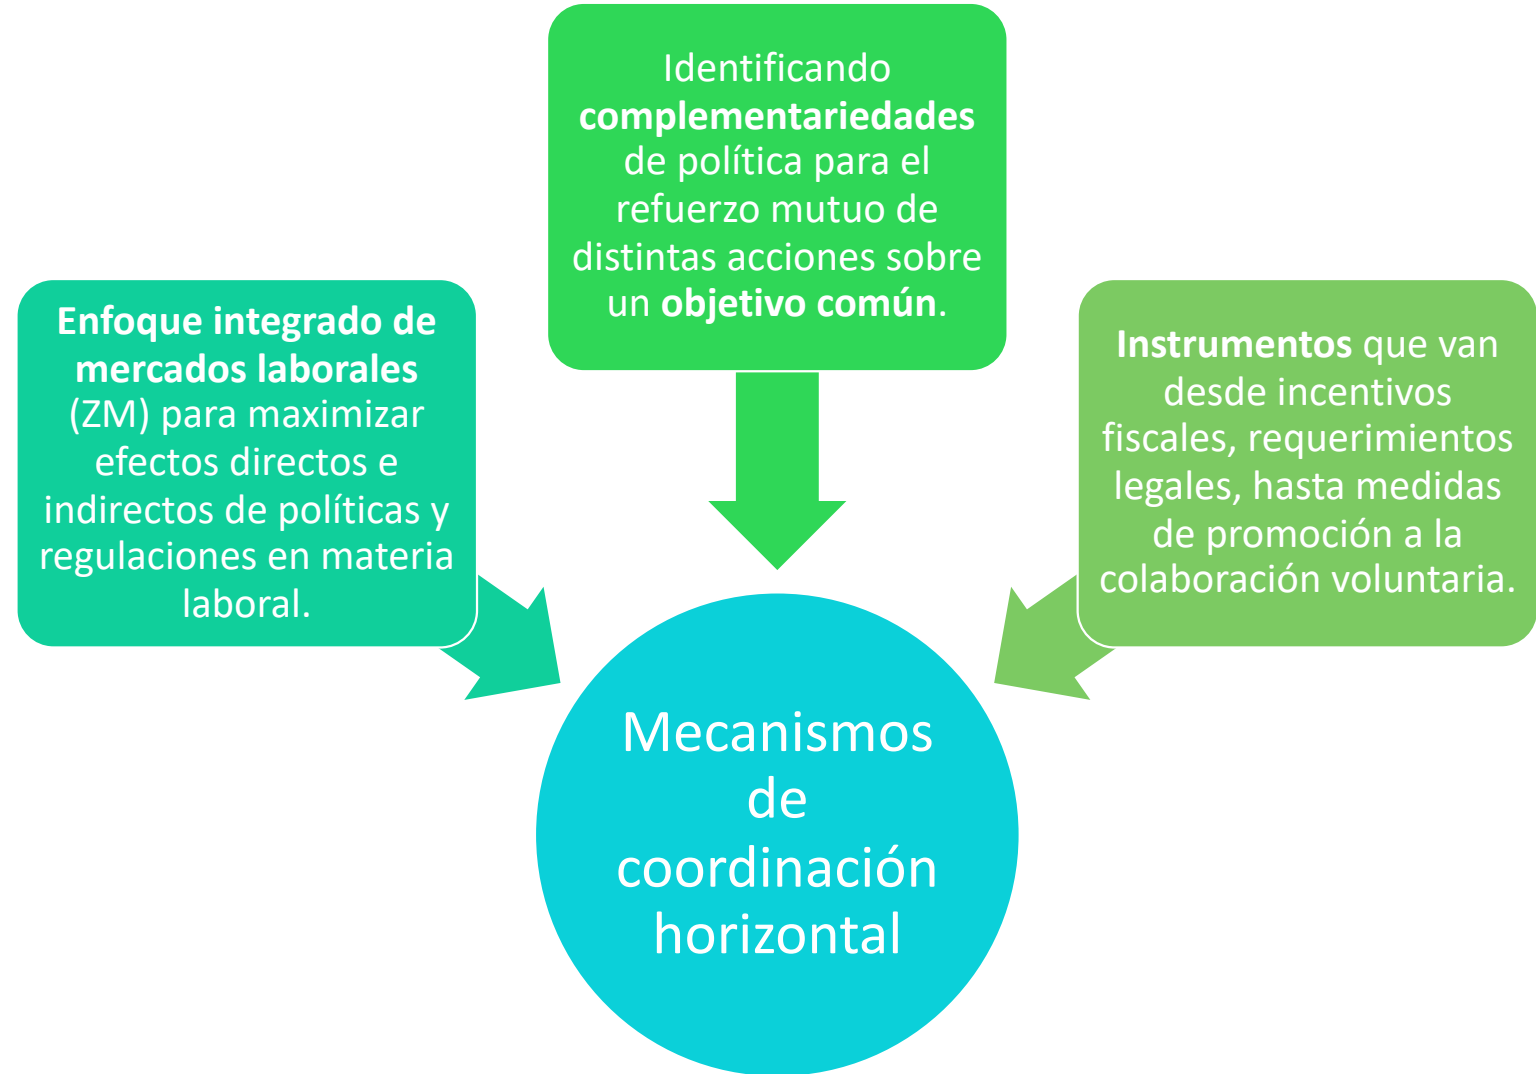 Identificando
complementariedades
de política para el
refuerzo mutuo de
distintas acciones sobre
un objetivo común.
Enfoque integrado de
mercados laborales
(ZM) para maximizar
efectos directos e
indirectos de políticas y
regulaciones en materia
laboral.
Instrumentos que van
desde incentivos
fiscales, requerimientos
legales, hasta medidas
de promoción a la
colaboración voluntaria.
Mecanismos
de
coordinación
horizontal